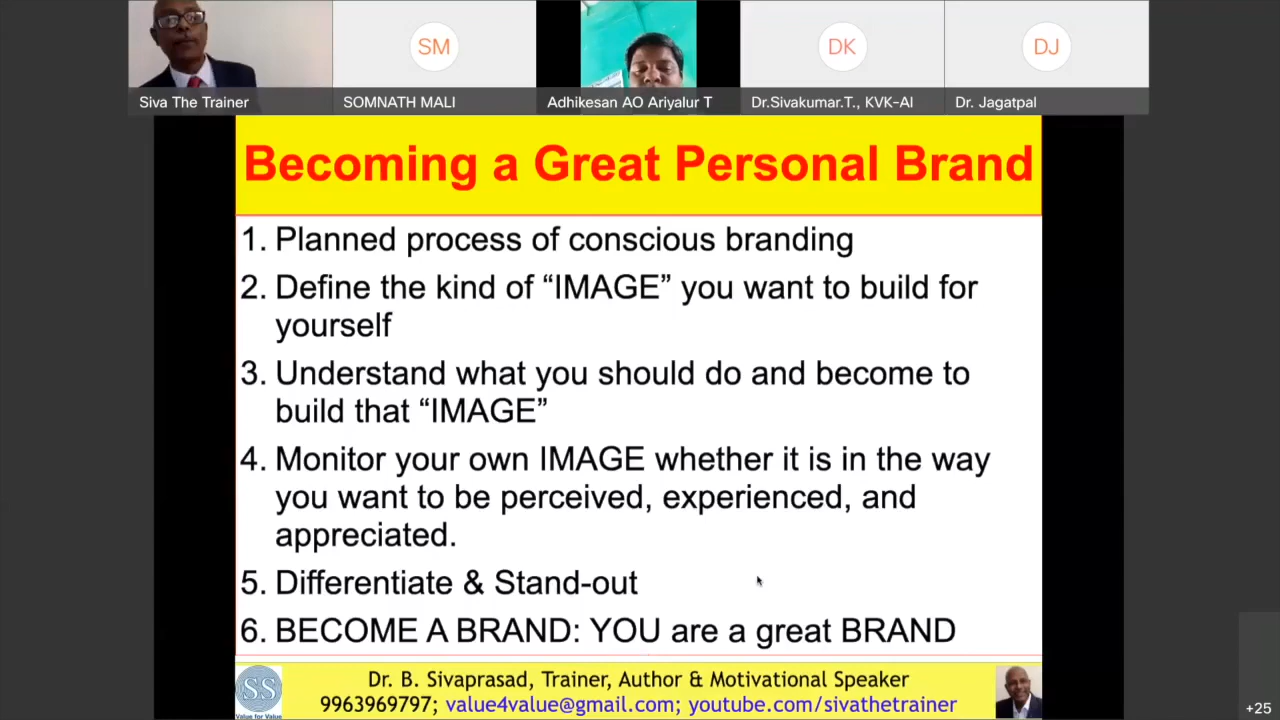 SM
DK
DJ
Siva The Trainer
SOMNATH MALI
Adhikesan AO Ariyalur T
Dr.Sivakumar.T., KVK-AI
Dr. Jagatpal
Becoming a Great Personal Brand
1. Planned process of conscious branding
2. Define the kind of “IMAGE” you want to build for
yourself
3. Understand what you should do and become to
build that “IMAGE”
4. Monitor your own IMAGE whether it is in the way
you want to be perceived, experienced, and
appreciated.
5. Differentiate & Stand-out
6. BECOME A BRAND: YOU are a great BRAND
SS
Value for Value
Dr. B. Sivaprasad, Trainer, Author & Motivational Speaker
9963969797; value4value@gmail.com; youtube.com/sivathetrainer
+25